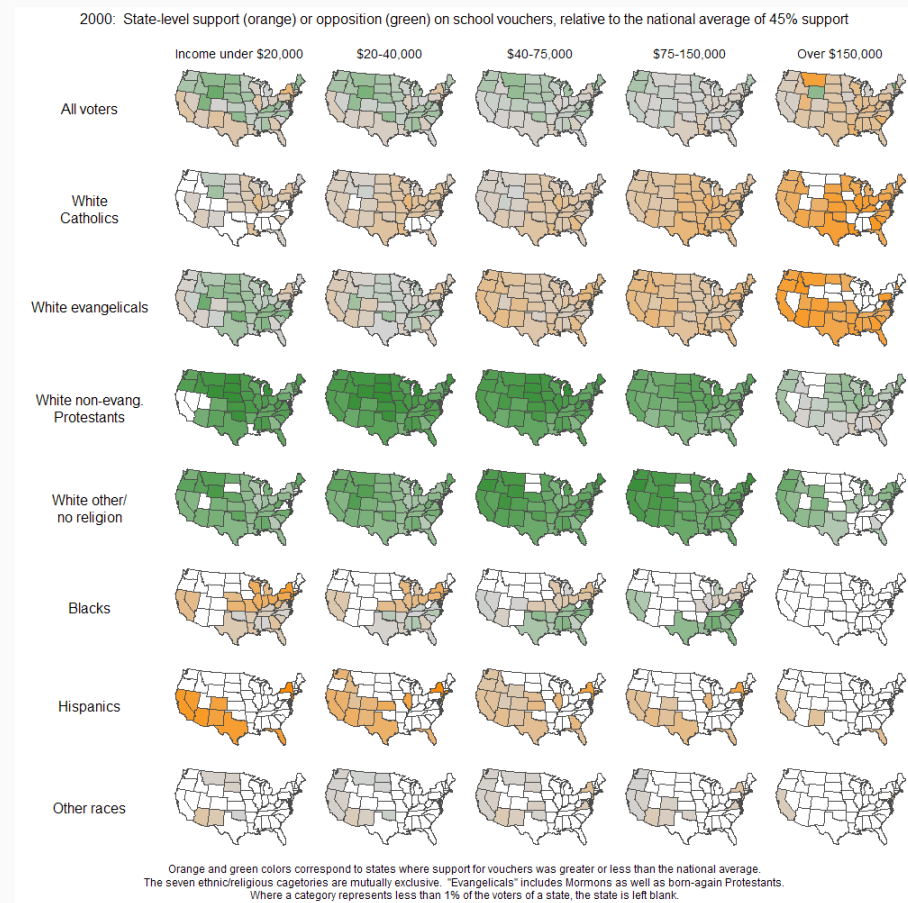 2000:  State-level support (orange) or opposition (green) on school vouchers, relative to the national average of 45% support
Income under $20,000
$20-40,000
$40-75,000
$75-150,000
Over $150,000
All voters
White
Catholics
White evangelicals
White non-evang.
Protestants
White other/
no religion
Blacks
Hispanics
Other races
Orange and green colors correspond to states where support for vouchers was greater or less than the national average.
The seven ethnic/religious cagetories are mutually exclusive.  "Evangelicals" includes Mormons as well as born-again Protestants.
Where a category represents less than 1% of the voters of a state, the state is left blank.